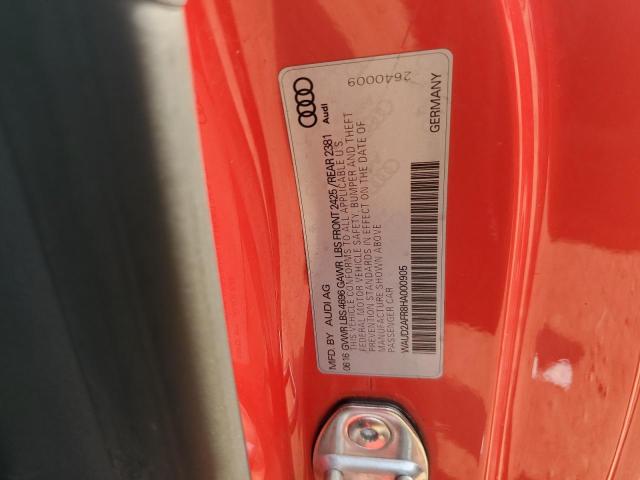 MFD BY AUDI AG
06 16 GVWR LBS 4696 GAWR LBS FRONT 2425 / REAR 2381
THIS VEHICLE CONFORMS TO ALL APPLICABLE U.S.
FEDERAL MOTOR VEHICLE SAFETY, BUMPER AND THEFT
PREVENTION STANDARDS IN EFFECT ON THE DATE OF
MANUFACTURE SHOWN ABOVE
PASSENGER CAR
WAUD2AFR8HA000905
Audi
2640009
GERMANY